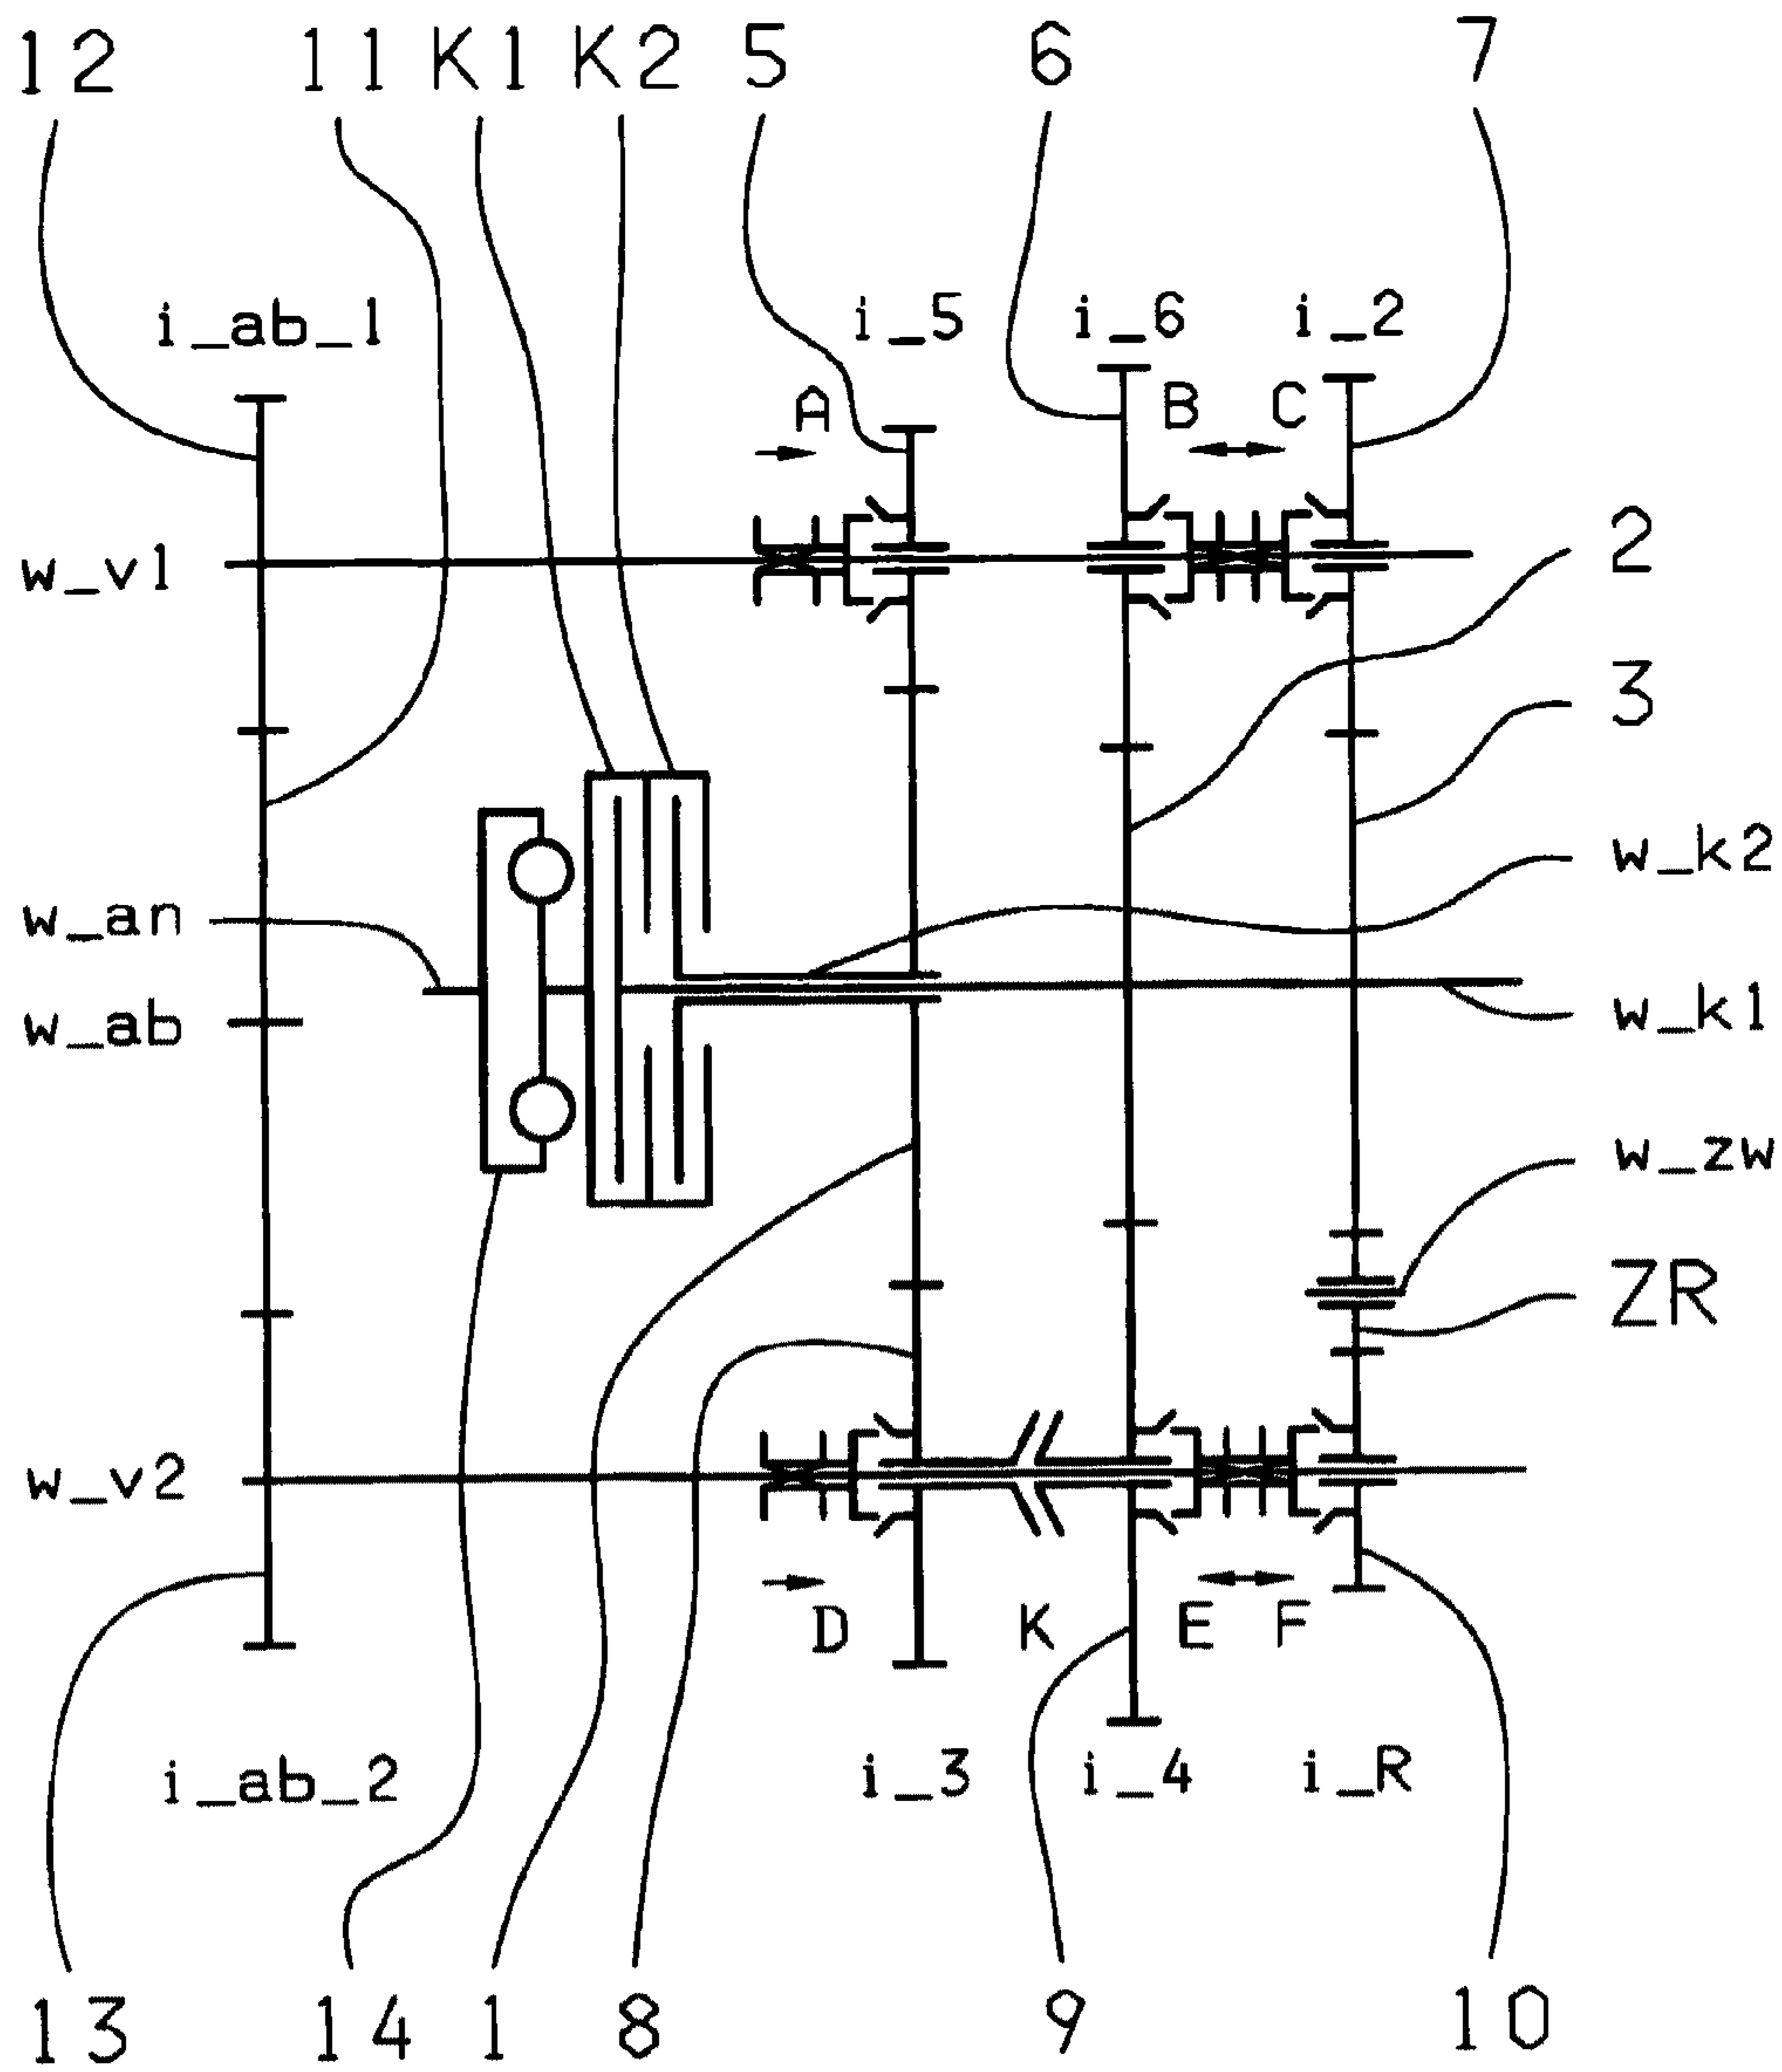 12 11 K1 K2 5 6 7
i_ab_1 i_5 i_6 i_2
A B C
2
w_v1
3
w_k2
w_an
w_ab w_k1
w_zw
ZR
w_v2
D K E F
i_ab_2 i_3 i_4 i_R
13 14 1 8 9 10